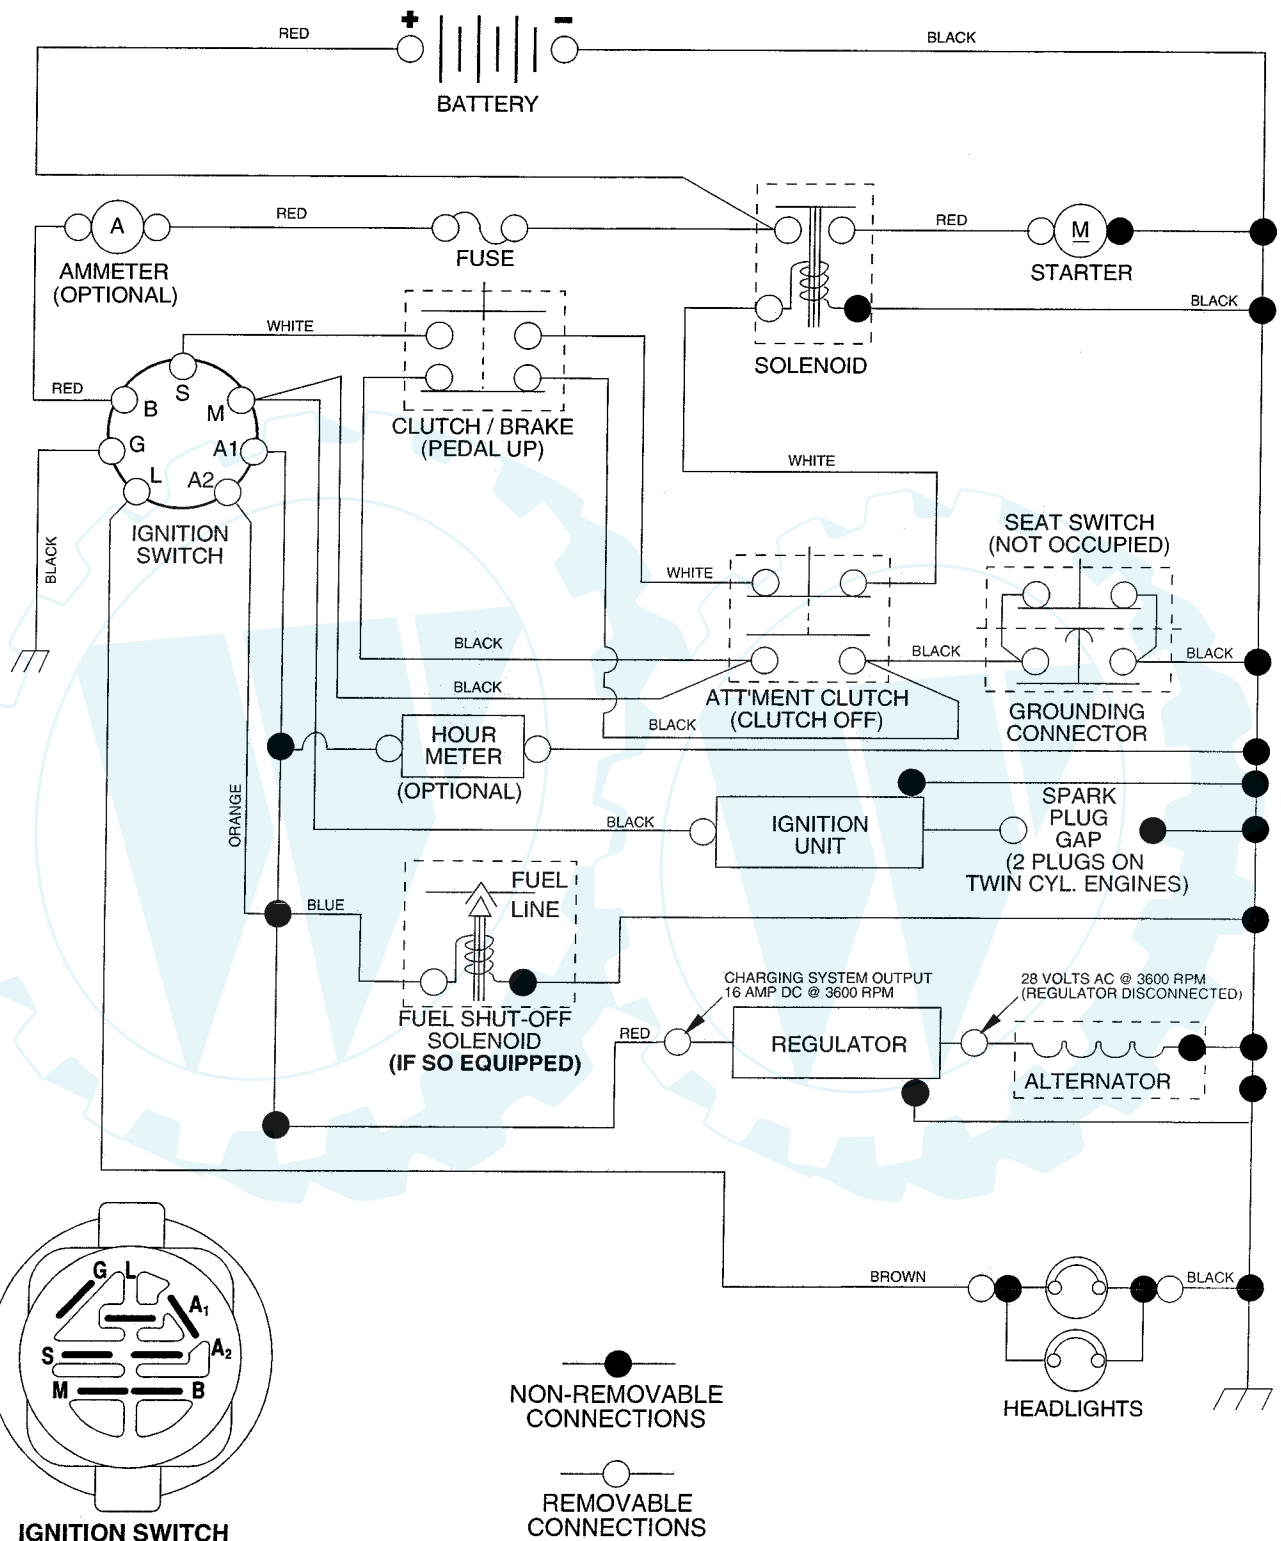 +
−
RED
BLACK
BATTERY
A
RED
RED
M
FUSE
AMMETER
(OPTIONAL)
STARTER
BLACK
WHITE
SOLENOID
RED
S
B
M
CLUTCH / BRAKE
(PEDAL UP)
G
A1
L
A2
WHITE
IGNITION
SWITCH
SEAT SWITCH
(NOT OCCUPIED)
BLACK
WHITE
BLACK
BLACK
BLACK
BLACK
ATT'MENT CLUTCH
(CLUTCH OFF)
GROUNDING
CONNECTOR
BLACK
HOUR
METER
(OPTIONAL)
ORANGE
BLACK
IGNITION
UNIT
SPARK
PLUG
GAP
(2 PLUGS ON
TWIN CYL. ENGINES)
FUEL
LINE
BLUE
CHARGING SYSTEM OUTPUT
16 AMP DC @ 3600 RPM
28 VOLTS AC @ 3600 RPM
(REGULATOR DISCONNECTED)
FUEL SHUT-OFF
SOLENOID
(IF SO EQUIPPED)
RED
REGULATOR
ALTERNATOR
BROWN
BLACK
HEADLIGHTS
G L
A1
S
A2
M
B
IGNITION SWITCH
NON-REMOVABLE
CONNECTIONS
REMOVABLE
CONNECTIONS